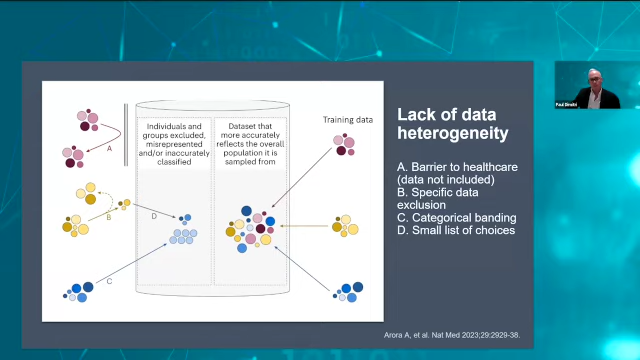 Individuals and
groups excluded,
misrepresented
and/or inaccurately
classified
Dataset that
more accurately
reflects the overall
population it is
sampled from
Training data
A
B
C
D
Lack of data
heterogeneity
A. Barrier to healthcare
(data not included)
B. Specific data
exclusion
C. Categorical banding
D. Small list of choices
Arora A, et al. Nat Med 2023;29:2929-38.